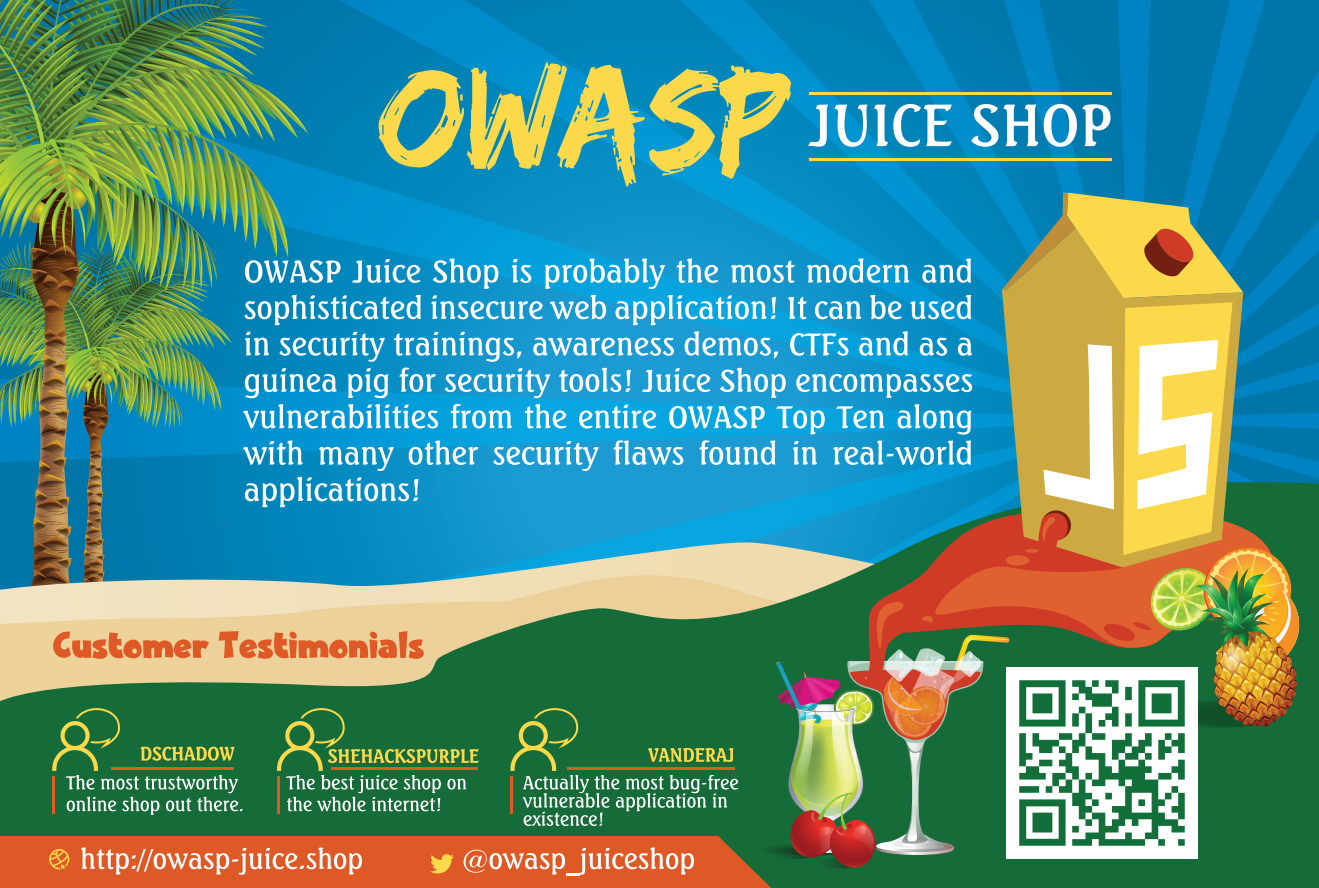 OWASP JUICE SHOP
OWASP Juice Shop is probably the most modern and
sophisticated insecure web application! It can be used
in security trainings, awareness demos, CTFs and as a
guinea pig for security tools! Juice Shop encompasses
vulnerabilities from the entire OWASP Top Ten along
with many other security flaws found in real-world
applications!
JS
Customer Testimonials
DSCHADOW
The most trustworthy
online shop out there.
SHEHACKSPURPLE
The best juice shop on
the whole internet!
VANDERAJ
Actually the most bug-free
vulnerable application in
existence!
http://owasp-juice.shop
@owasp_juiceshop